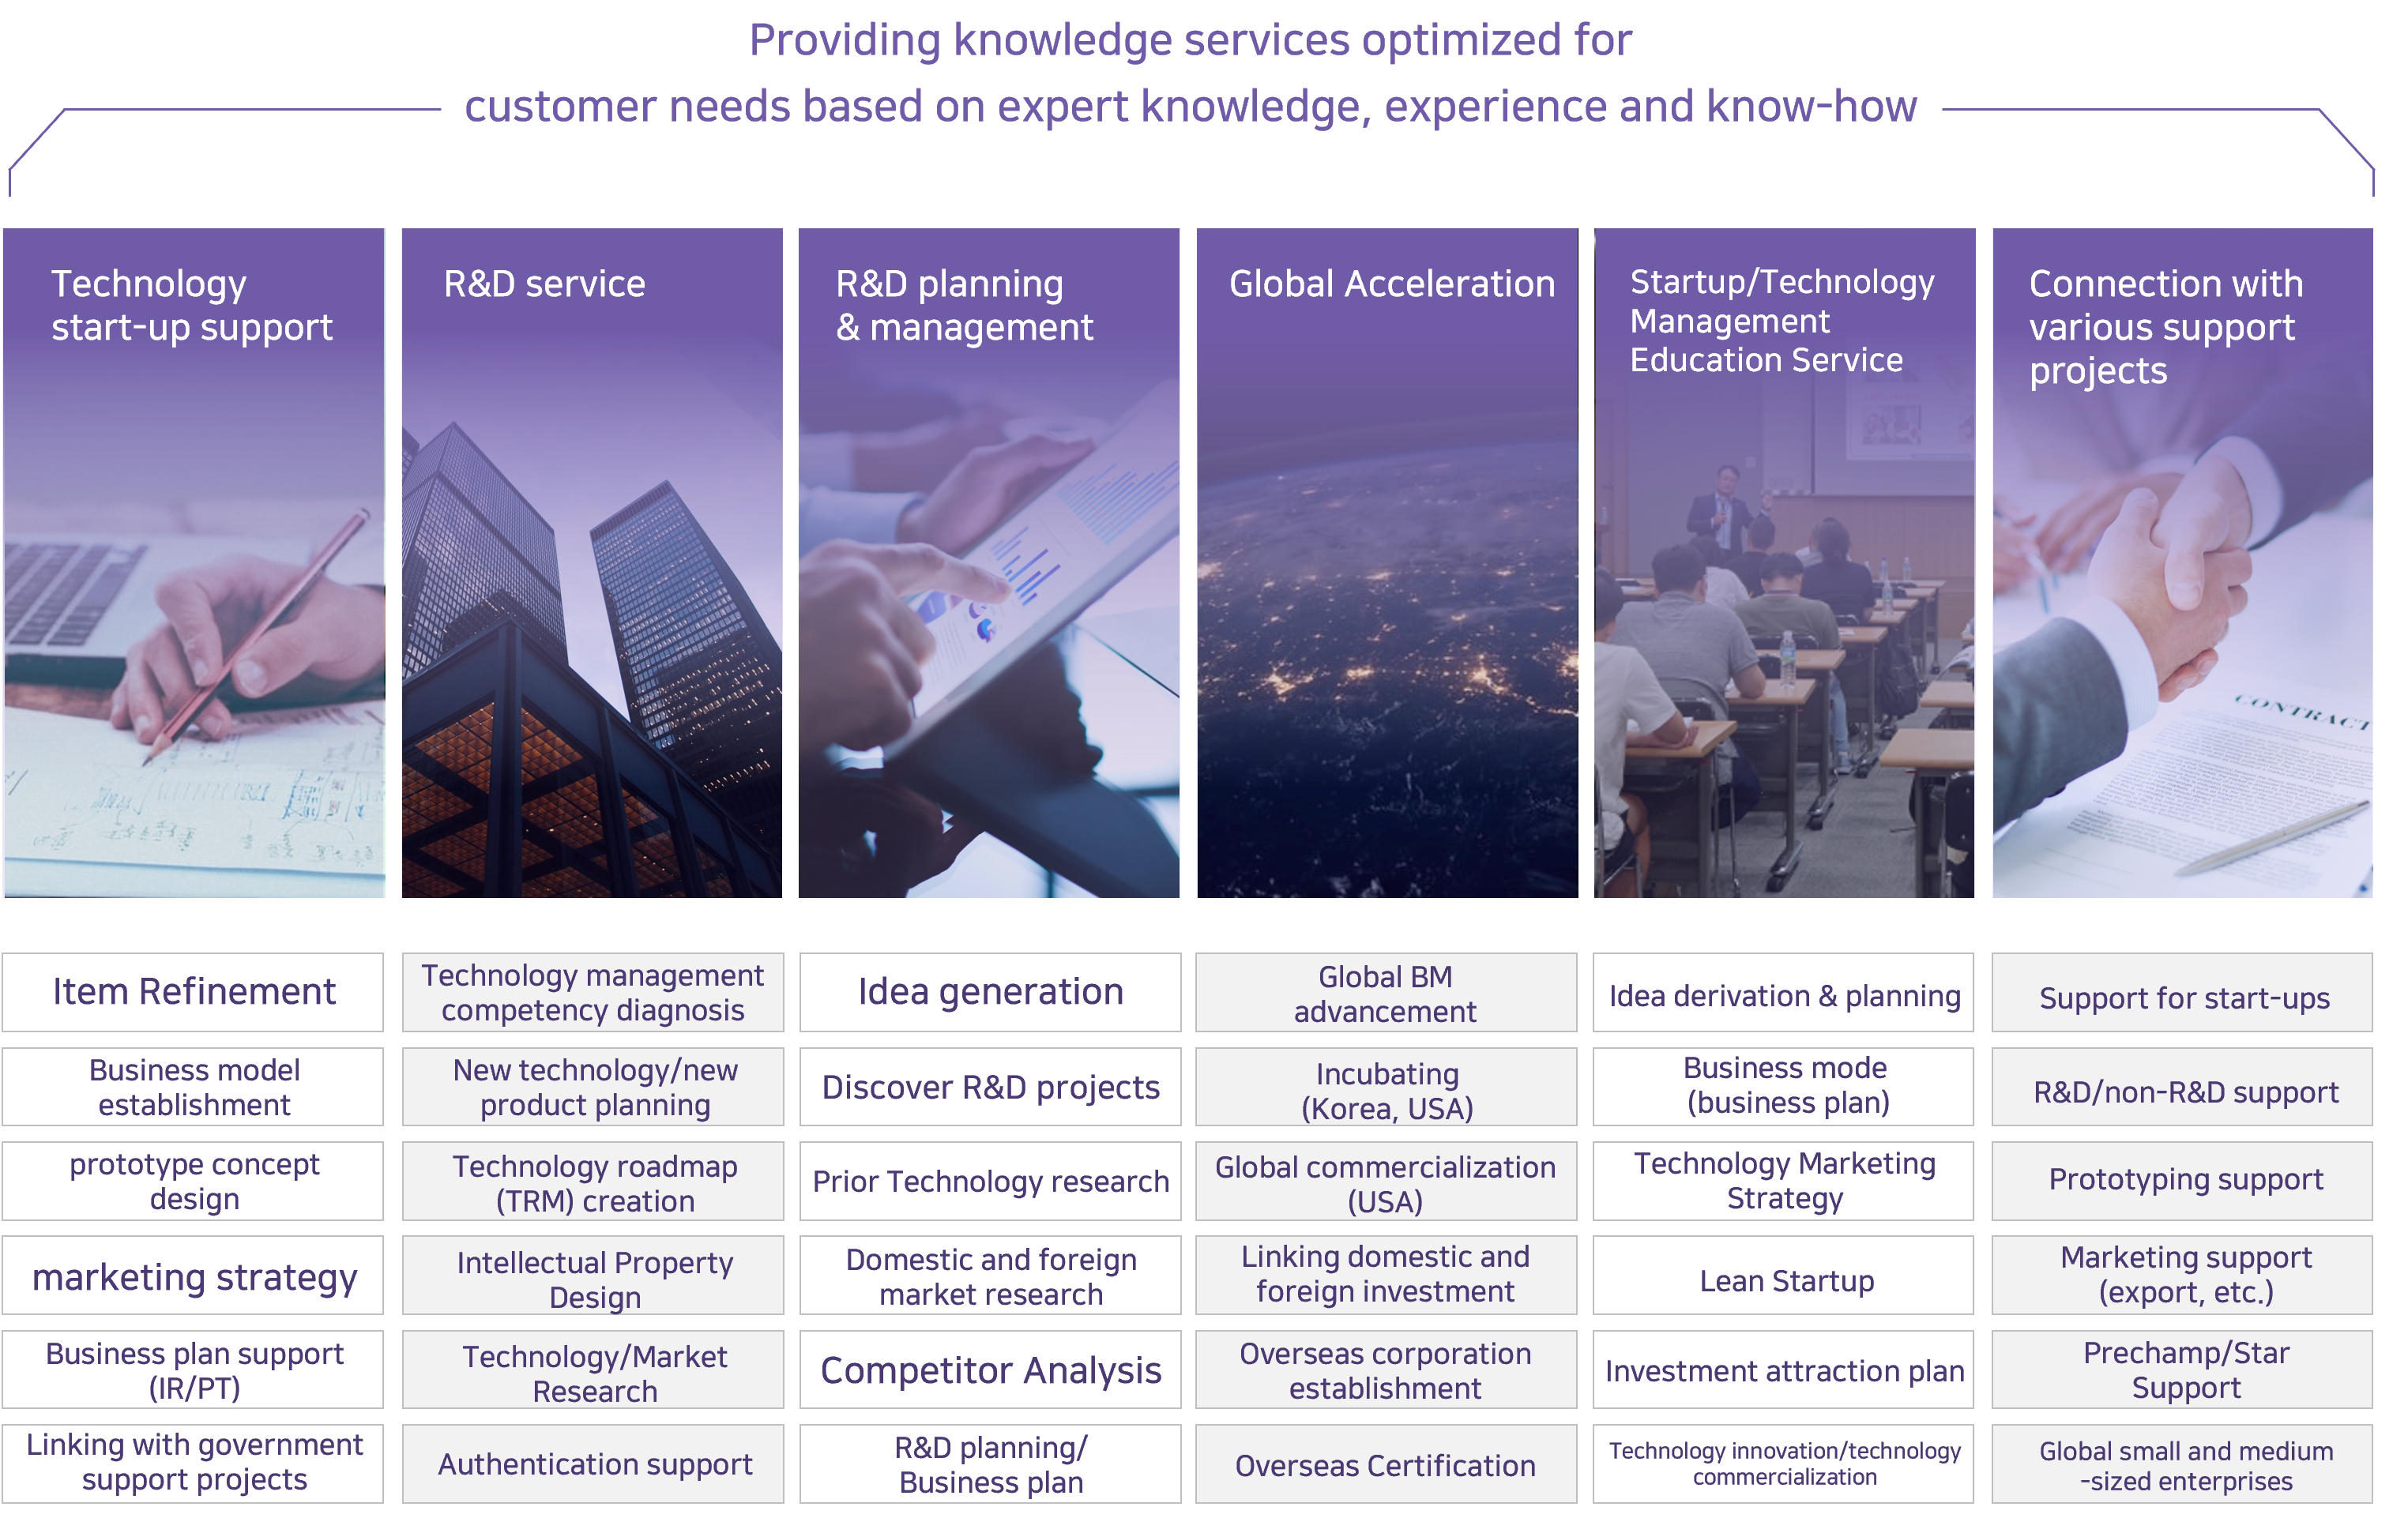 Providing knowledge services optimized for
customer needs based on expert knowledge, experience and know-how
Technology
start-up support
R&D service
R&D planning
& management
Global Acceleration
Startup/Technology
Management
Education Service
Connection with
various support
projects
CONTRACT
Item Refinement
Business model
establishment
prototype concept
design
marketing strategy
Business plan support
(IR/PT)
Linking with government
support projects
Technology management
competency diagnosis
New technology/new
product planning
Technology roadmap
(TRM) creation
Intellectual Property
Design
Technology/Market
Research
Authentication support
Idea generation
Discover R&D projects
Prior Technology research
Domestic and foreign
market research
Competitor Analysis
R&D planning/
Business plan
Global BM
advancement
Incubating
(Korea, USA)
Global commercialization
(USA)
Linking domestic and
foreign investment
Overseas corporation
establishment
Overseas Certification
Idea derivation & planning
Business mode
(business plan)
Technology Marketing
Strategy
Lean Startup
Investment attraction plan
Technology innovation/technology
commercialization
Support for start-ups
R&D/non-R&D support
Prototyping support
Marketing support
(export, etc.)
Prechamp/Star
Support
Global small and medium
-sized enterprises